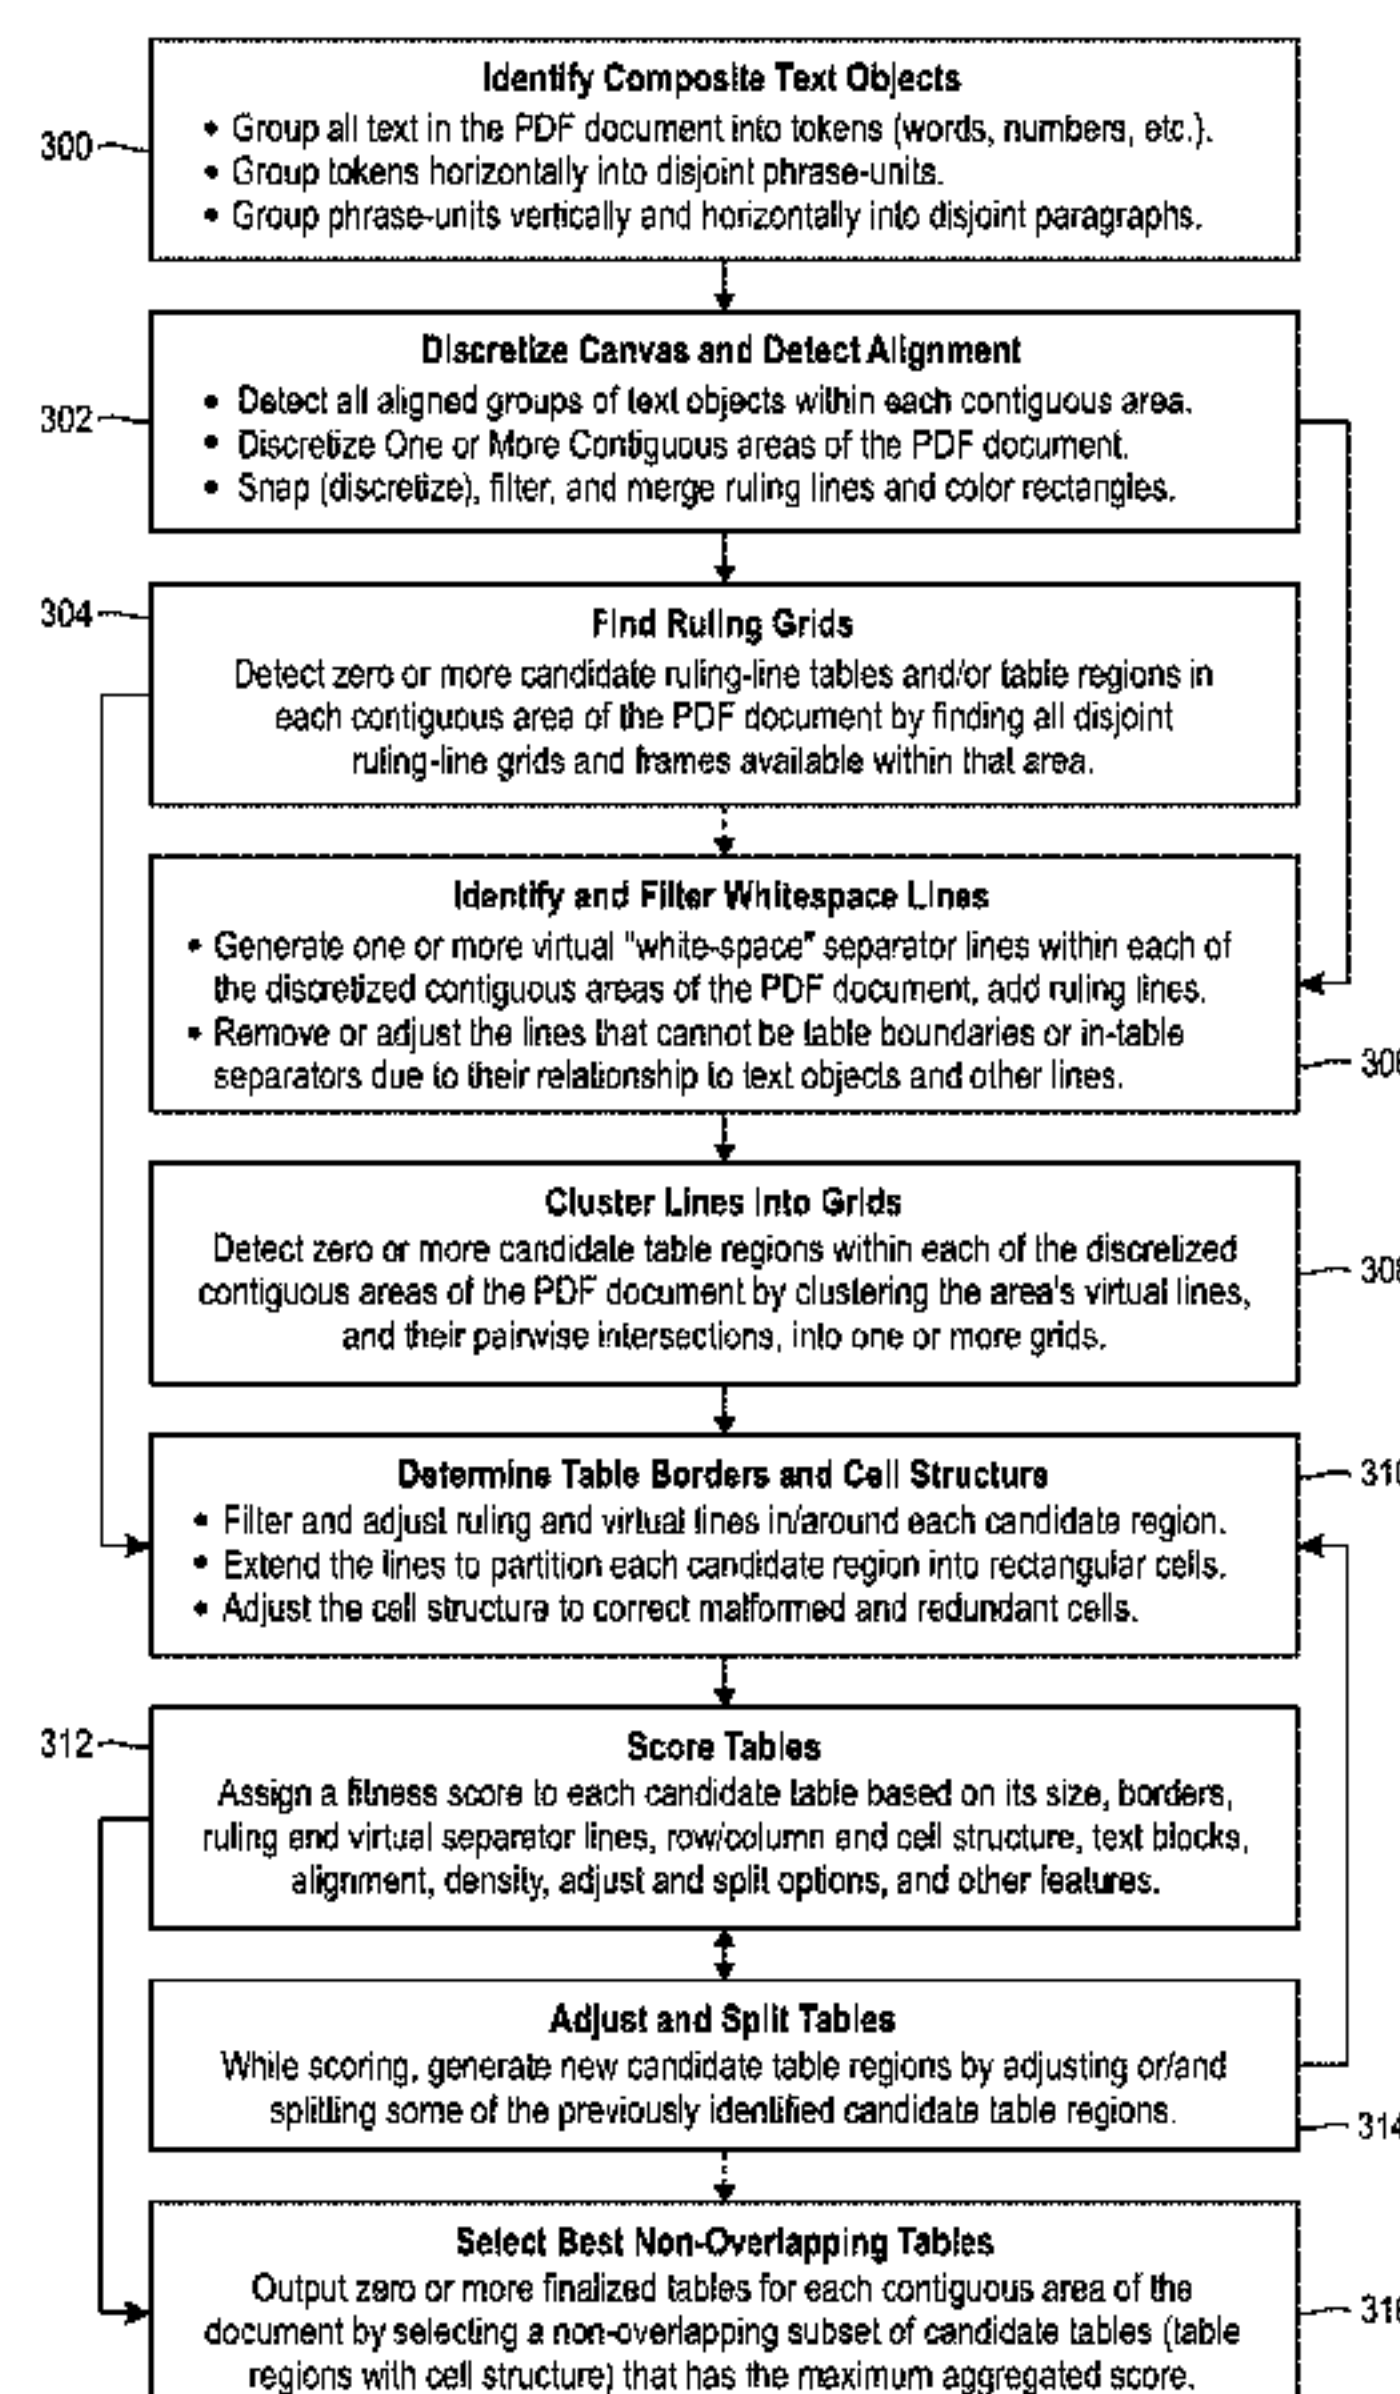 Identify Composite Text Objects
• Group all text in the PDF document into tokens (words, numbers, etc.).
300
• Group tokens horizontally into disjoint phrase-units.
• Group phrase-units vertically and horizontally into disjoint paragraphs.
Discretize Canvas and Detect Alignment
• Detect all aligned groups of text objects within each contiguous area.
302
• Discretize One or More Contiguous areas of the PDF document.
• Snap (discretize), filter, and merge ruling lines and color rectangles.
304
Find Ruling Grids
Detect zero or more candidate ruling-line tables and/or table regions in
each contiguous area of the PDF document by finding all disjoint
ruling-line grids and frames available within that area.
Identify and Filter Whitespace Lines
• Generate one or more virtual "white-space" separator lines within each of
the discretized contiguous areas of the PDF document, add ruling lines.
• Remove or adjust the lines that cannot be table boundaries or in-table
separators due to their relationship to text objects and other lines.
Cluster Lines Into Grids
Detect zero or more candidate table regions within each of the discretized
contiguous areas of the PDF document by clustering the area's virtual lines,
and their pairwise intersections, into one or more grids.
Determine Table Borders and Cell Structure
310
• Filter and adjust ruling and virtual lines in/around each candidate region.
• Extend the lines to partition each candidate region into rectangular cells.
• Adjust the cell structure to correct malformed and redundant cells.
312
Score Tables
Assign a fitness score to each candidate table based on its size, borders,
ruling and virtual separator lines, row/column and cell structure, text blocks,
alignment, density, adjust and split options, and other features.
Adjust and Split Tables
While scoring, generate new candidate table regions by adjusting or/and
splitting some of the previously identified candidate table regions.
314
Select Best Non-Overlapping Tables
Output zero or more finalized tables for each contiguous area of the
document by selecting a non-overlapping subset of candidate tables (table
regions with cell structure) that has the maximum aggregated score.